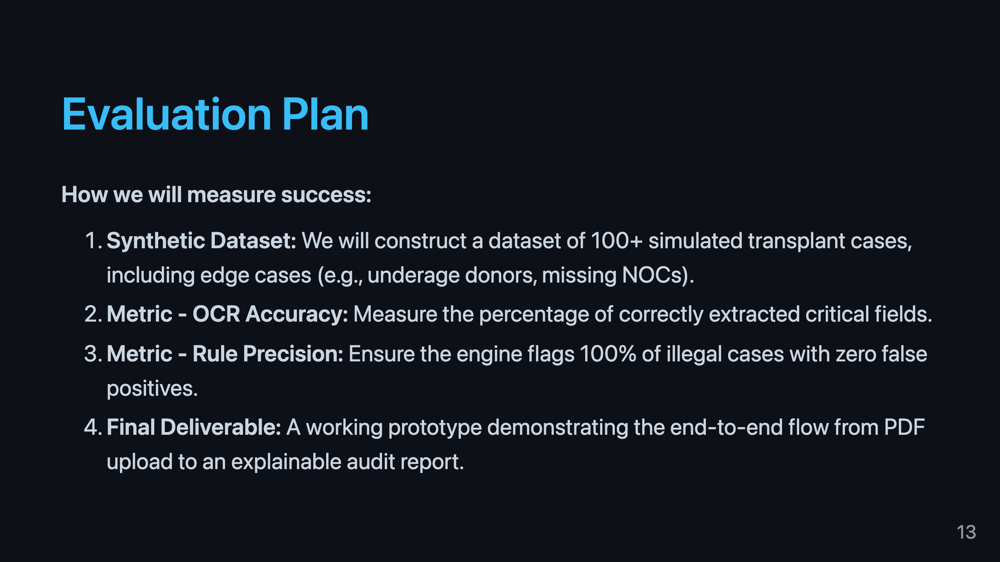 Evaluation Plan
How we will measure success:
1. Synthetic Dataset: We will construct a dataset of 100+ simulated transplant cases,
including edge cases (e.g., underage donors, missing NOCs).
2. Metric - OCR Accuracy: Measure the percentage of correctly extracted critical fields.
3. Metric - Rule Precision: Ensure the engine flags 100% of illegal cases with zero false
positives.
4. Final Deliverable: A working prototype demonstrating the end-to-end flow from PDF
upload to an explainable audit report.
13